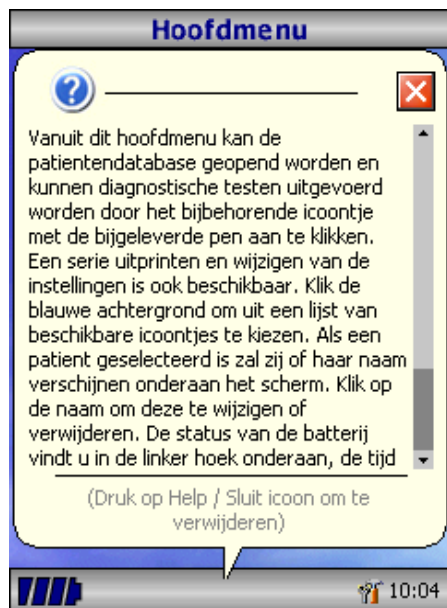 Hoofdmenu
Vanuit dit hoofdmenu kan de
patientendatabase geopend worden en
kunnen diagnostische testen uitgevoerd
worden door het bijbehorende icoontje
met de bijgeleverde pen aan te klikken.
Een serie uitprinten en wijzigen van de
instellingen is ook beschikbaar. Klik de
blauwe achtergrond om uit een lijst van
beschikbare icoontjes te kiezen. Als een
patient geselecteerd is zal zij of haar naam
verschijnen onderaan het scherm. Klik op
de naam om deze te wijzigen of
verwijderen. De status van de batterij
vindt u in de linker hoek onderaan, de tijd
(Druk op Help / Sluit icoon om te
verwijderen)
10:04